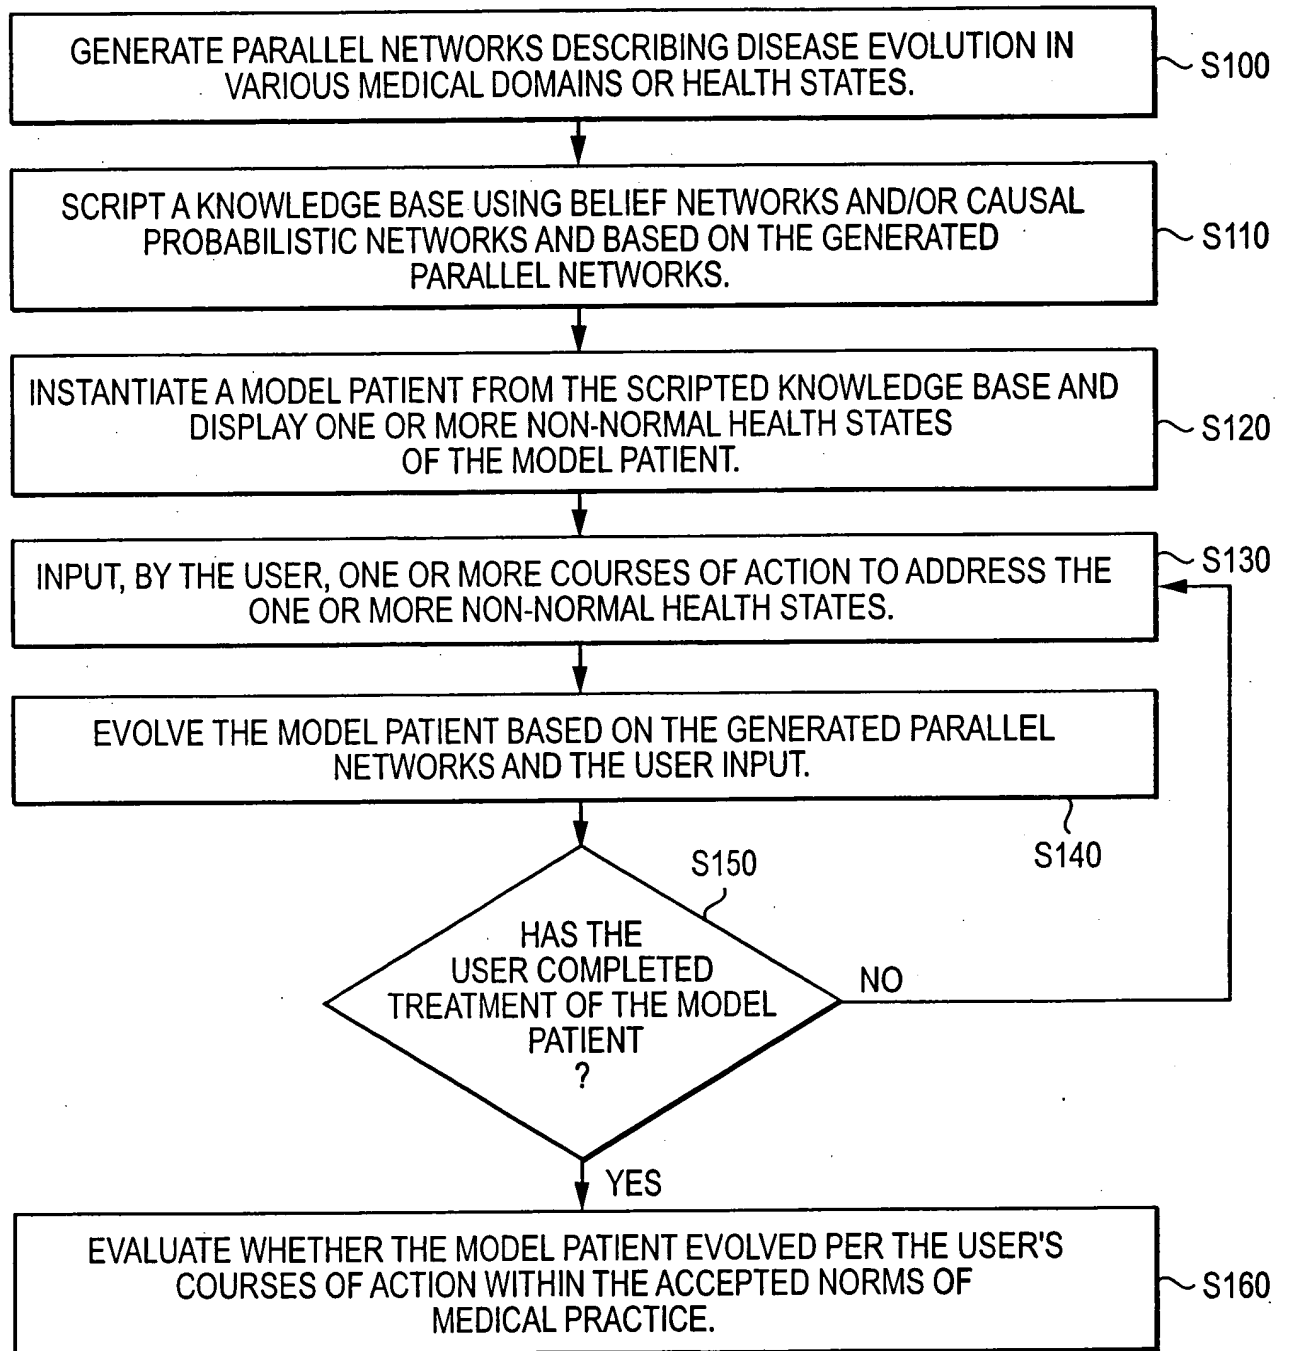 GENERATE PARALLEL NETWORKS DESCRIBING DISEASE EVOLUTION IN
VARIOUS MEDICAL DOMAINS OR HEALTH STATES.
S100
SCRIPT A KNOWLEDGE BASE USING BELIEF NETWORKS AND/OR CAUSAL
PROBABILISTIC NETWORKS AND BASED ON THE GENERATED
PARALLEL NETWORKS.
S110
INSTANTIATE A MODEL PATIENT FROM THE SCRIPTED KNOWLEDGE BASE AND
DISPLAY ONE OR MORE NON-NORMAL HEALTH STATES
OF THE MODEL PATIENT.
S120
INPUT, BY THE USER, ONE OR MORE COURSES OF ACTION TO ADDRESS THE
ONE OR MORE NON-NORMAL HEALTH STATES.
S130
EVOLVE THE MODEL PATIENT BASED ON THE GENERATED PARALLEL
NETWORKS AND THE USER INPUT.
S140
S150
HAS THE
USER COMPLETED
TREATMENT OF THE MODEL
PATIENT
?
NO
YES
EVALUATE WHETHER THE MODEL PATIENT EVOLVED PER THE USER'S
COURSES OF ACTION WITHIN THE ACCEPTED NORMS OF
MEDICAL PRACTICE.
S160